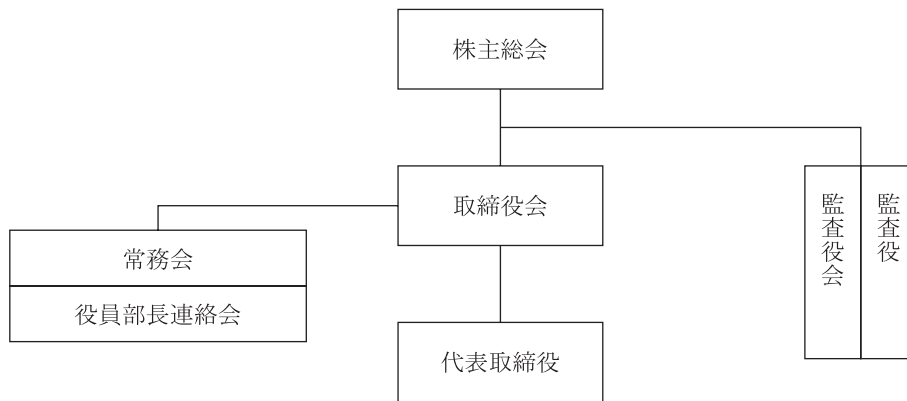 株主総会
取締役会
監査役
監査役会
常務会
役員部長連絡会
代表取締役